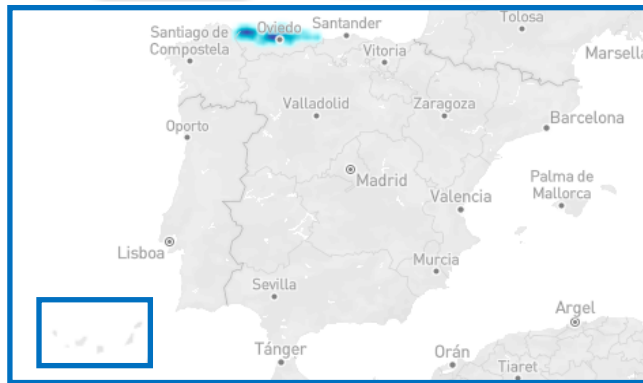 Tolosa
Santander
Oviedo
Santiago de
Compostela
Vitoria
Marsella
Valladolid
Zaragoza
Barcelona
Oporto
Madrid
Palma de
Mallorca
Valencia
Lisboa
Murcia
Sevilla
Argel
Tánger
Orán
Tiaret